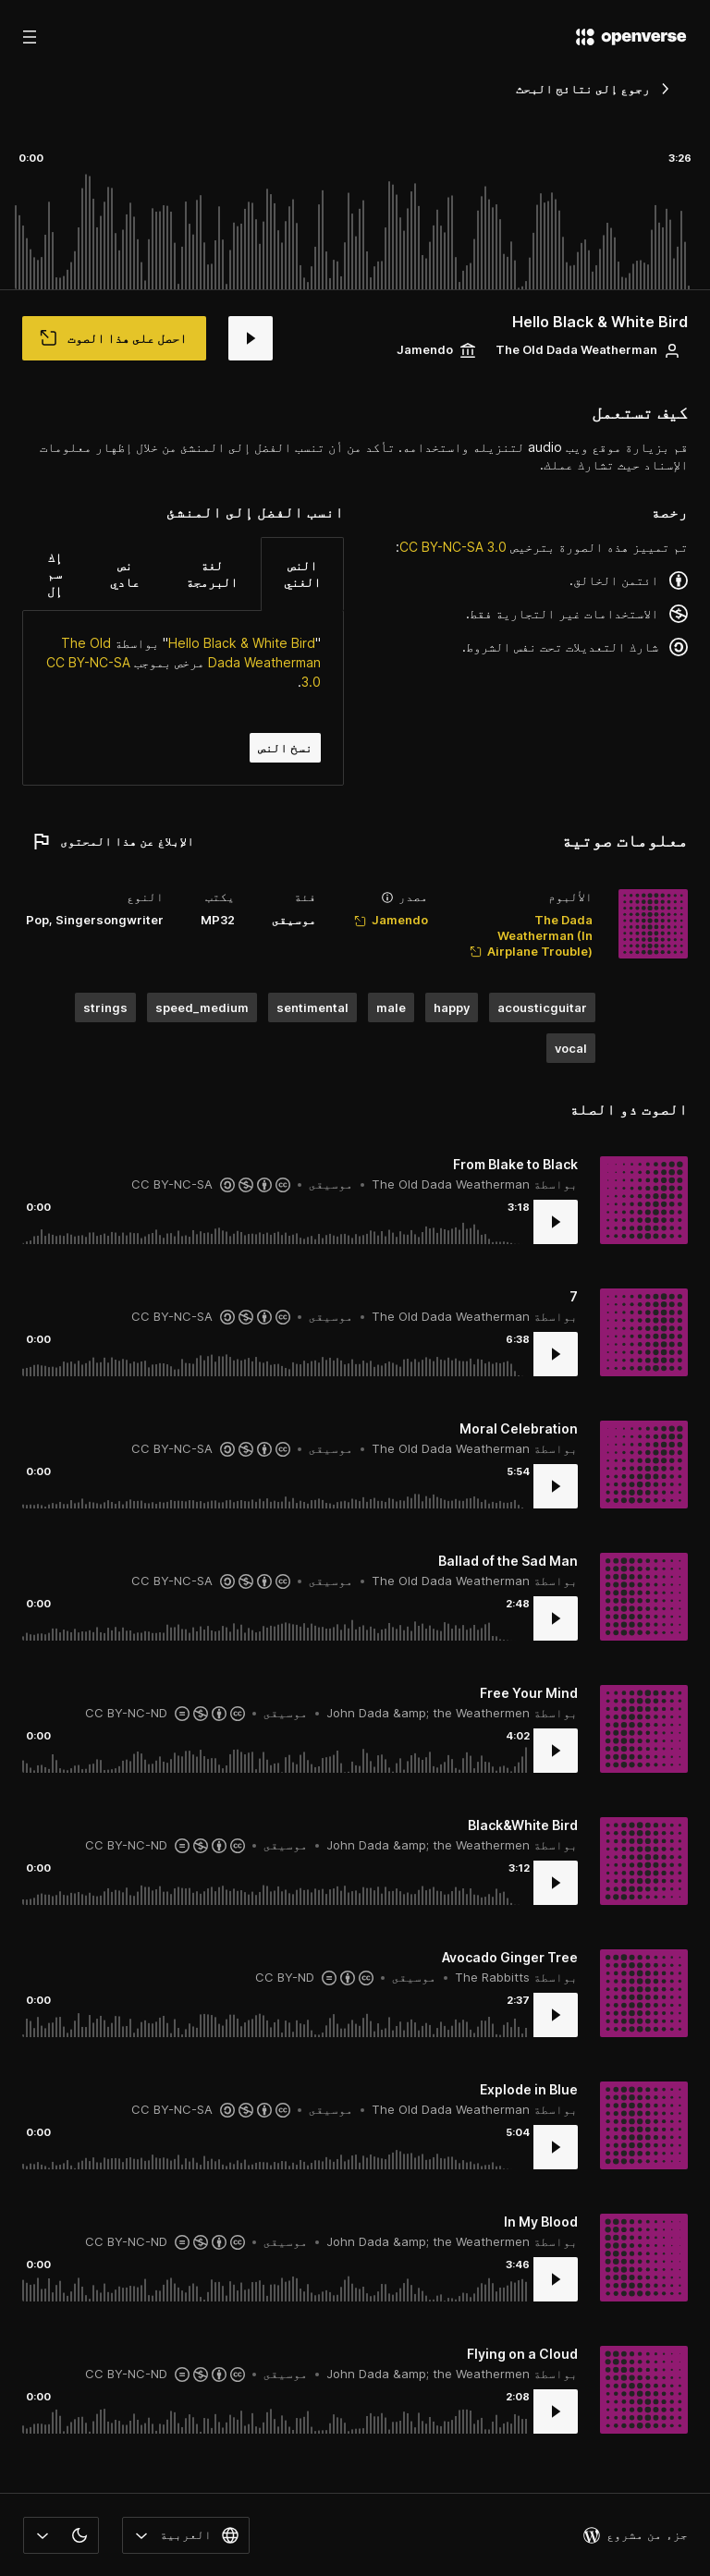 openverse
رجوع إلى نتائج البحث
0:00
3:26
Hello Black & White Bird
The Old Dada Weatherman
Jamendo
احصل على هذا الصوت
كيف تستعمل
قم بزيارة موقع ويب audio لتنزيله واستخدامه. تأكد من أن تنسب الفضل إلى المنشئ من خلال إظهار معلومات
الإسناد حيث تشارك عملك.
رخصة
تم تمييز هذه الصورة بترخيص CC BY-NC-SA 3.0:
ائتمن الخالق.
الاستخدامات غير التجارية فقط.
شارك التعديلات تحت نفس الشروط.
انسب الفضل إلى المنشئ
النص الغني
لغة البرمجة
نص عادي
إك سم إل
"Hello Black & White Bird" بواسطة The Old
Dada Weatherman مرخص بموجب CC BY-NC-SA
3.0.
نسخ النص
معلومات صوتية
الإبلاغ عن هذا المحتوى
الألبوم
The Dada
Weatherman (In
Airplane Trouble)
مصدر
Jamendo
فئة
موسيقى
يكتب
MP32
النوع
Pop, Singersongwriter
acousticguitar
happy
male
sentimental
speed_medium
strings
vocal
الصوت ذو الصلة
From Blake to Black
بواسطة The Old Dada Weatherman • موسيقى • CC BY-NC-SA
0:00
3:18
7
بواسطة The Old Dada Weatherman • موسيقى • CC BY-NC-SA
0:00
6:38
Moral Celebration
بواسطة The Old Dada Weatherman • موسيقى • CC BY-NC-SA
0:00
5:54
Ballad of the Sad Man
بواسطة The Old Dada Weatherman • موسيقى • CC BY-NC-SA
0:00
2:48
Free Your Mind
بواسطة John Dada &amp; the Weathermen • موسيقى • CC BY-NC-ND
0:00
4:02
Black&White Bird
بواسطة John Dada &amp; the Weathermen • موسيقى • CC BY-NC-ND
0:00
3:12
Avocado Ginger Tree
بواسطة The Rabbitts • موسيقى • CC BY-ND
0:00
2:37
Explode in Blue
بواسطة The Old Dada Weatherman • موسيقى • CC BY-NC-SA
0:00
5:04
In My Blood
بواسطة John Dada &amp; the Weathermen • موسيقى • CC BY-NC-ND
0:00
3:46
Flying on a Cloud
بواسطة John Dada &amp; the Weathermen • موسيقى • CC BY-NC-ND
0:00
2:08
جزء من مشروع
العربية